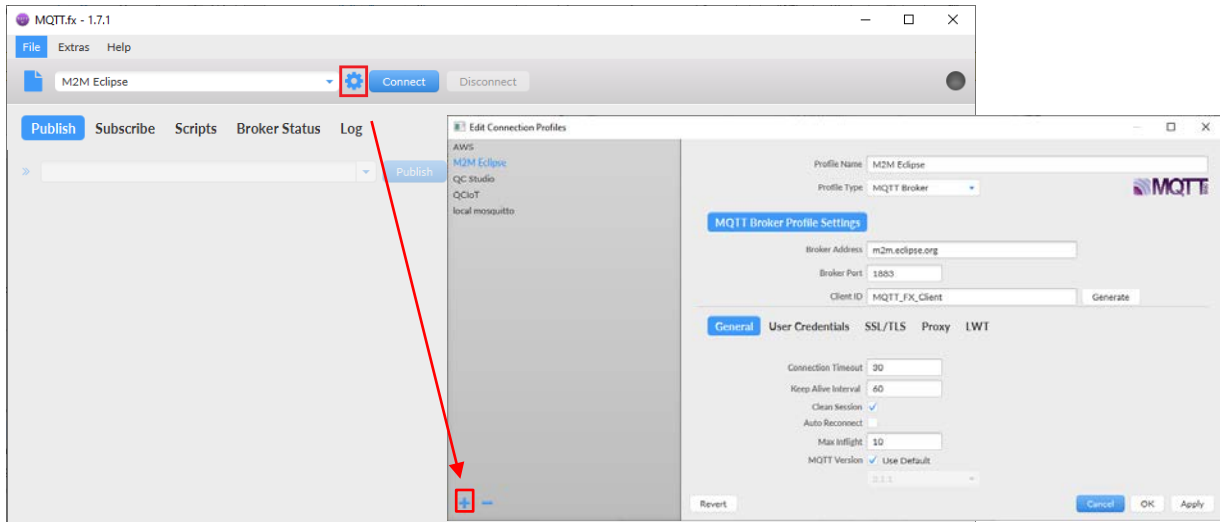 MQTT.fx - 1.7.1
File Extras Help
M2M Eclipse Connect Disconnect
Publish Subscribe Scripts Broker Status Log
Publish
Edit Connection Profiles
AWS
M2M Eclipse
QC Studio
QCIoT
local mosquitto
Profile Name M2M Eclipse
Profile Type MQTT Broker
MQTT
MQTT Broker Profile Settings
Broker Address m2m.eclipse.org
Broker Port 1883
Client ID MQTT_FX_Client Generate
General User Credentials SSL/TLS Proxy LWT
Connection Timeout 30
Keep Alive Interval 60
Clean Session
Auto Reconnect
Max Inflight 10
MQTT Version Use Default
3.1.1
Revert Cancel OK Apply